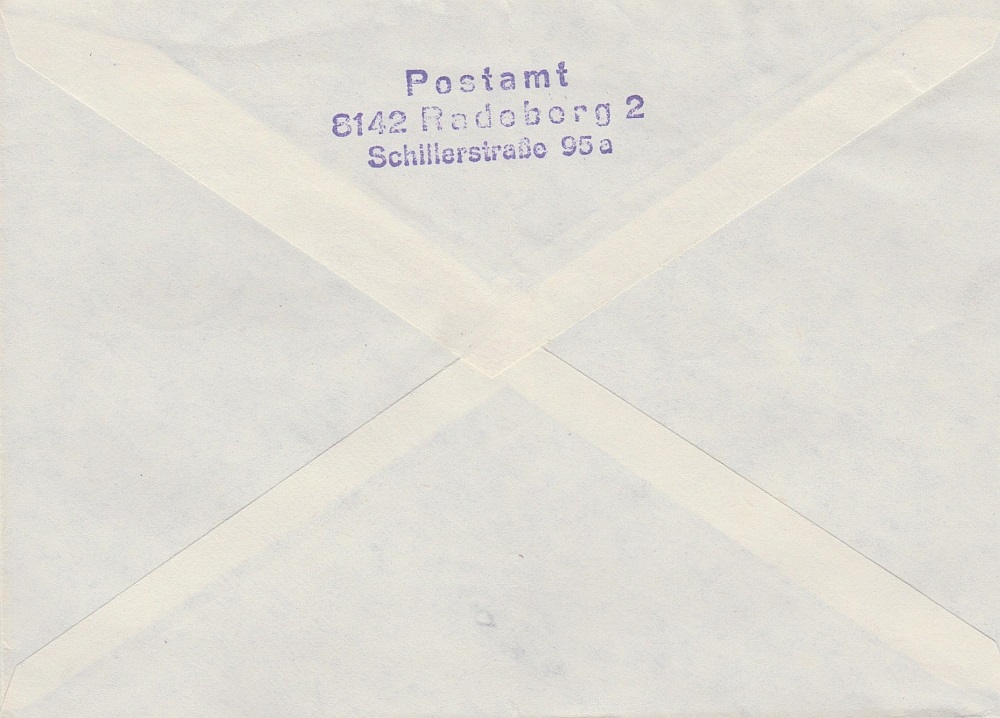 Postamt
8142 Radeberg 2
Schillerstraße 95a